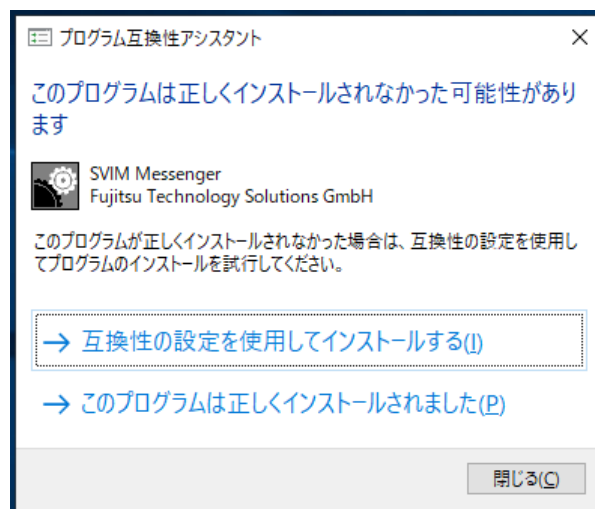 プログラム互換性アシスタント
このプログラムは正しくインストールされなかった可能性があり
ます
SVIM Messenger
Fujitsu Technology Solutions GmbH
このプログラムが正しくインストールされなかった場合は、互換性の設定を使用し
てプログラムのインストールを試行してください。
→ 互換性の設定を使用してインストールする(I)
→ このプログラムは正しくインストールされました(P)
閉じる(C)